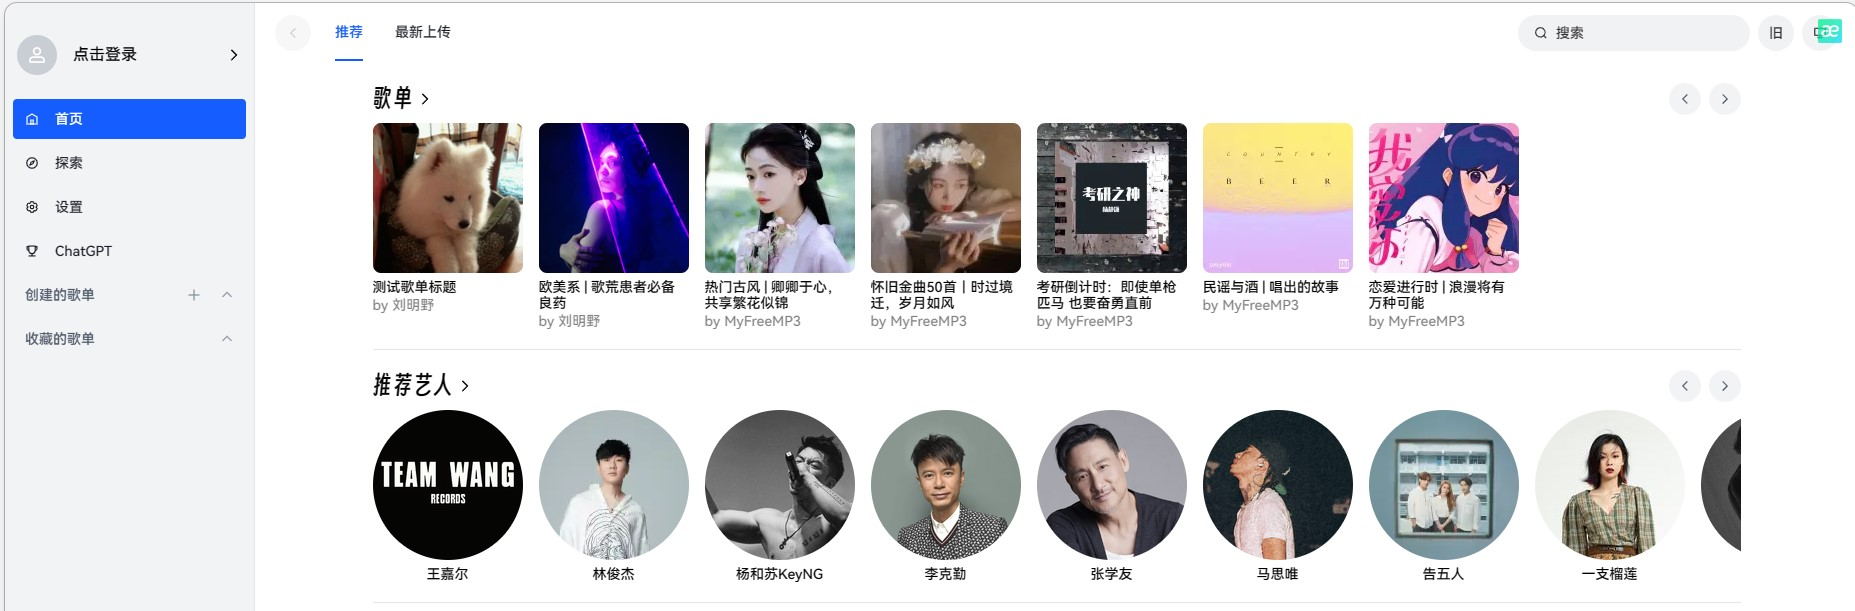 点击登录
首页
探索
设置
ChatGPT
创建的歌单
收藏的歌单
推荐 最新上传
搜索
旧
æ
歌单
考研之神
COUNTRY
BEER
测试歌单标题
by 刘明野
欧美系 | 歌荒患者必备
良药
by 刘明野
热门古风 | 卿卿于心，
共享繁花似锦
by MyFreeMP3
怀旧金曲50首 | 时过境
迁，岁月如风
by MyFreeMP3
考研倒计时：即使单枪
匹马 也要奋勇直前
by MyFreeMP3
民谣与酒 | 唱出的故事
by MyFreeMP3
恋爱进行时 | 浪漫将有
万种可能
by MyFreeMP3
推荐艺人
TEAM WANG
RECORDS
王嘉尔
林俊杰
杨和苏KeyNG
李克勤
张学友
马思唯
告五人
一支榴莲